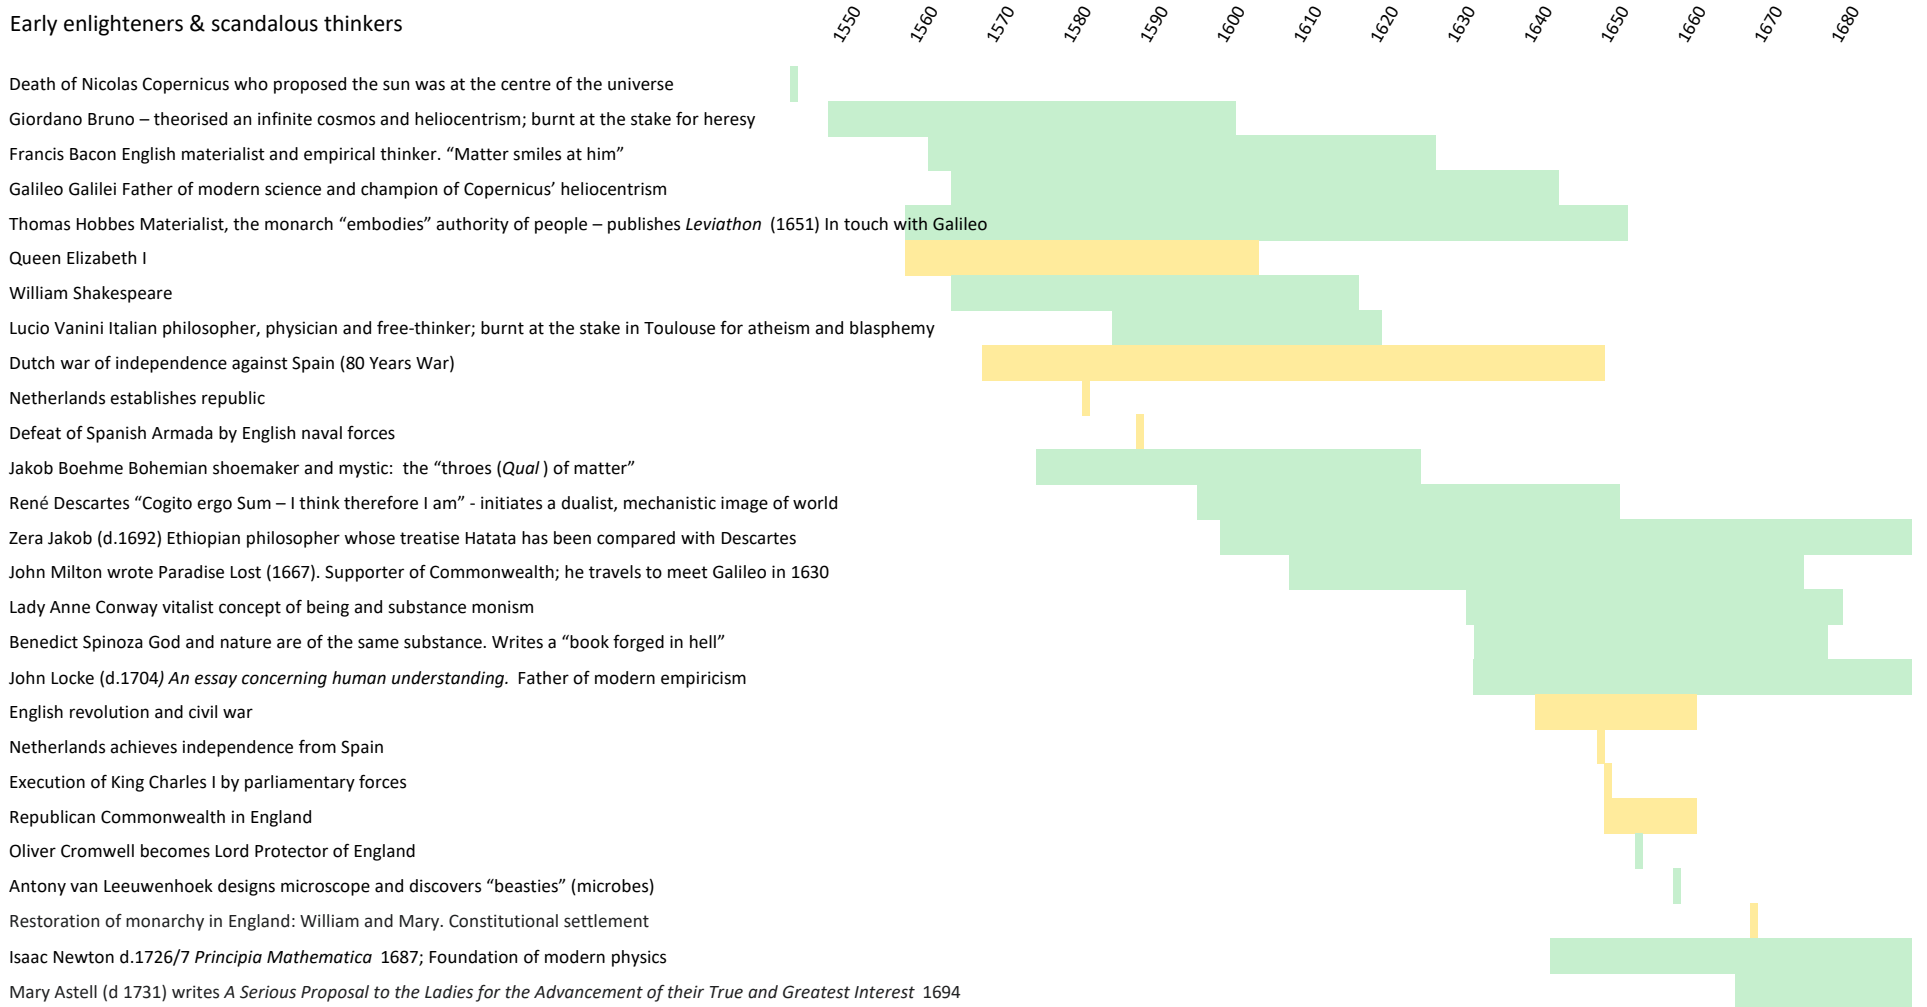 Early enlighteners & scandalous thinkers
1550 1560 1570 1580 1590 1600 1610 1620 1630 1640 1650 1660 1670 1680
Death of Nicolas Copernicus who proposed the sun was at the centre of the universe
Giordano Bruno – theorised an infinite cosmos and heliocentrism; burnt at the stake for heresy
Francis Bacon English materialist and empirical thinker. “Matter smiles at him”
Galileo Galilei Father of modern science and champion of Copernicus’ heliocentrism
Thomas Hobbes Materialist, the monarch “embodies” authority of people – publishes Leviathon (1651) In touch with Galileo
Queen Elizabeth I
William Shakespeare
Lucio Vanini Italian philosopher, physician and free-thinker; burnt at the stake in Toulouse for atheism and blasphemy
Dutch war of independence against Spain (80 Years War)
Netherlands establishes republic
Defeat of Spanish Armada by English naval forces
Jakob Boehme Bohemian shoemaker and mystic: the “throes (Qual ) of matter”
René Descartes “Cogito ergo Sum – I think therefore I am” - initiates a dualist, mechanistic image of world
Zera Jakob (d.1692) Ethiopian philosopher whose treatise Hatata has been compared with Descartes
John Milton wrote Paradise Lost (1667). Supporter of Commonwealth; he travels to meet Galileo in 1630
Lady Anne Conway vitalist concept of being and substance monism
Benedict Spinoza God and nature are of the same substance. Writes a “book forged in hell”
John Locke (d.1704) An essay concerning human understanding. Father of modern empiricism
English revolution and civil war
Netherlands achieves independence from Spain
Execution of King Charles I by parliamentary forces
Republican Commonwealth in England
Oliver Cromwell becomes Lord Protector of England
Antony van Leeuwenhoek designs microscope and discovers “beasties” (microbes)
Restoration of monarchy in England: William and Mary. Constitutional settlement
Isaac Newton d.1726/7 Principia Mathematica 1687; Foundation of modern physics
Mary Astell (d 1731) writes A Serious Proposal to the Ladies for the Advancement of their True and Greatest Interest 1694